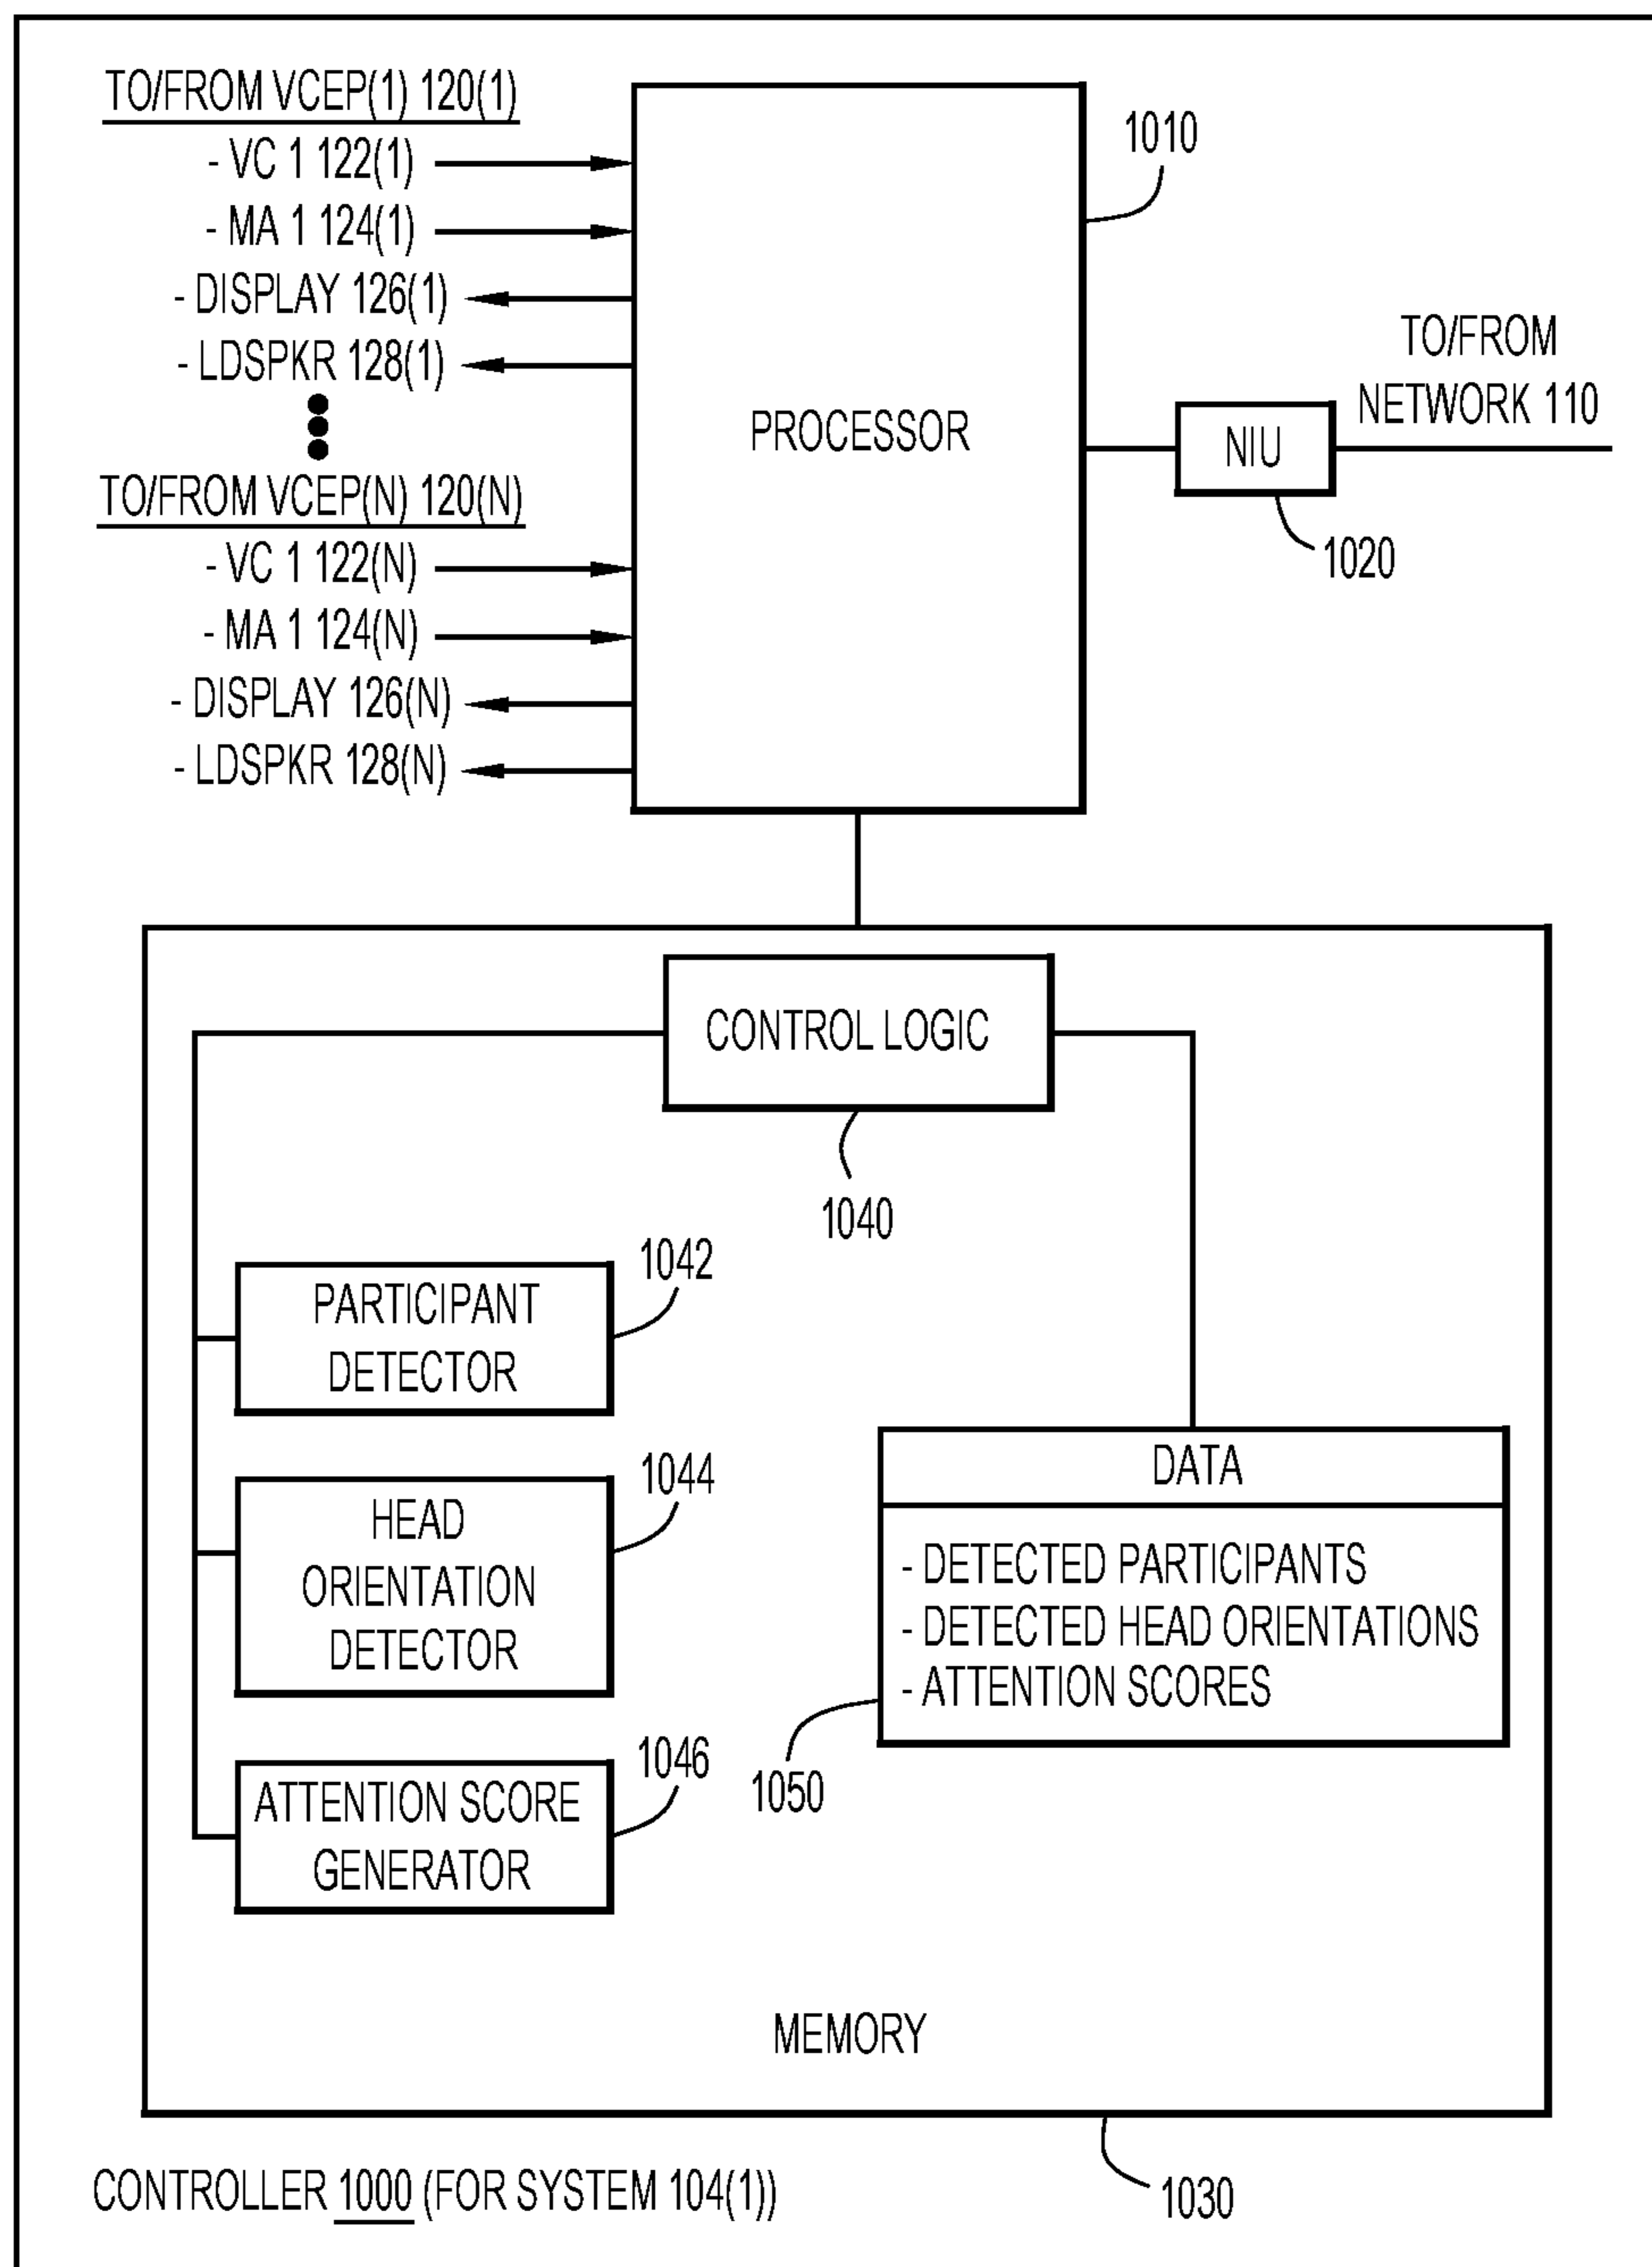 TO/FROM VCEP(1) 120(1)
- VC 1 122(1)
- MA 1 124(1)
- DISPLAY 126(1)
- LDSPKR 128(1)
TO/FROM VCEP(N) 120(N)
- VC 1 122(N)
- MA 1 124(N)
- DISPLAY 126(N)
- LDSPKR 128(N)
PROCESSOR
1010
TO/FROM
NETWORK 110
NIU
1020
CONTROL LOGIC
1040
PARTICIPANT
DETECTOR
1042
HEAD
ORIENTATION
DETECTOR
1044
ATTENTION SCORE
GENERATOR
1046
DATA
- DETECTED PARTICIPANTS
- DETECTED HEAD ORIENTATIONS
- ATTENTION SCORES
1050
MEMORY
1030
CONTROLLER 1000 (FOR SYSTEM 104(1))